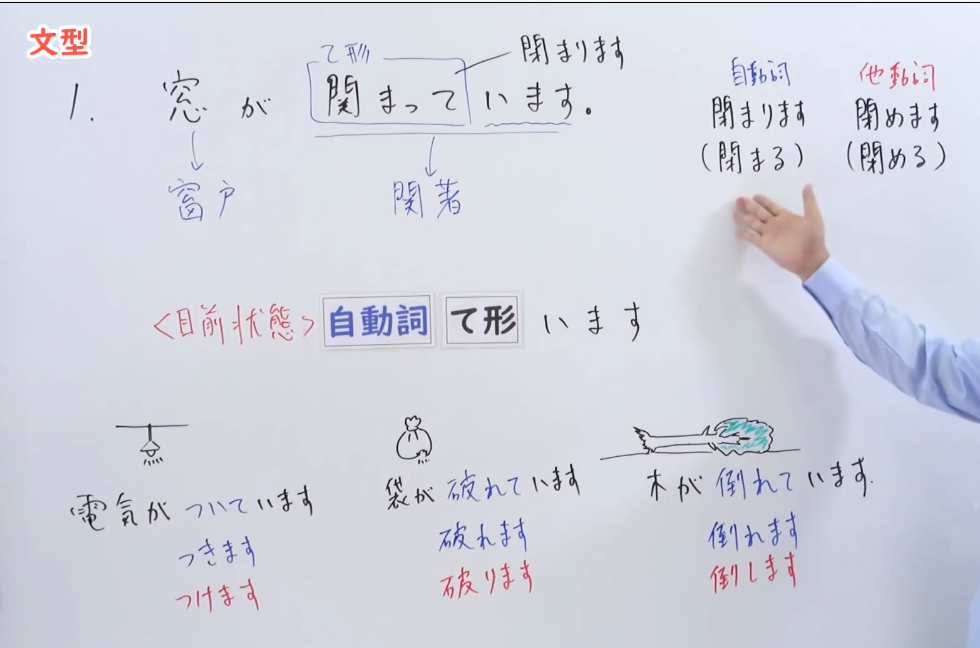 文型
て形
閉まります
1. 窓が 関まって います。
窗戶
関著
自動詞 他動詞
閉まります 閉めます
(閉まる) (閉める)
<目前状態> 自動詞 て形 います
電気がついています
つきます
つけます
袋が破れています
破れます
破ります
木が倒れています.
倒れます
倒します